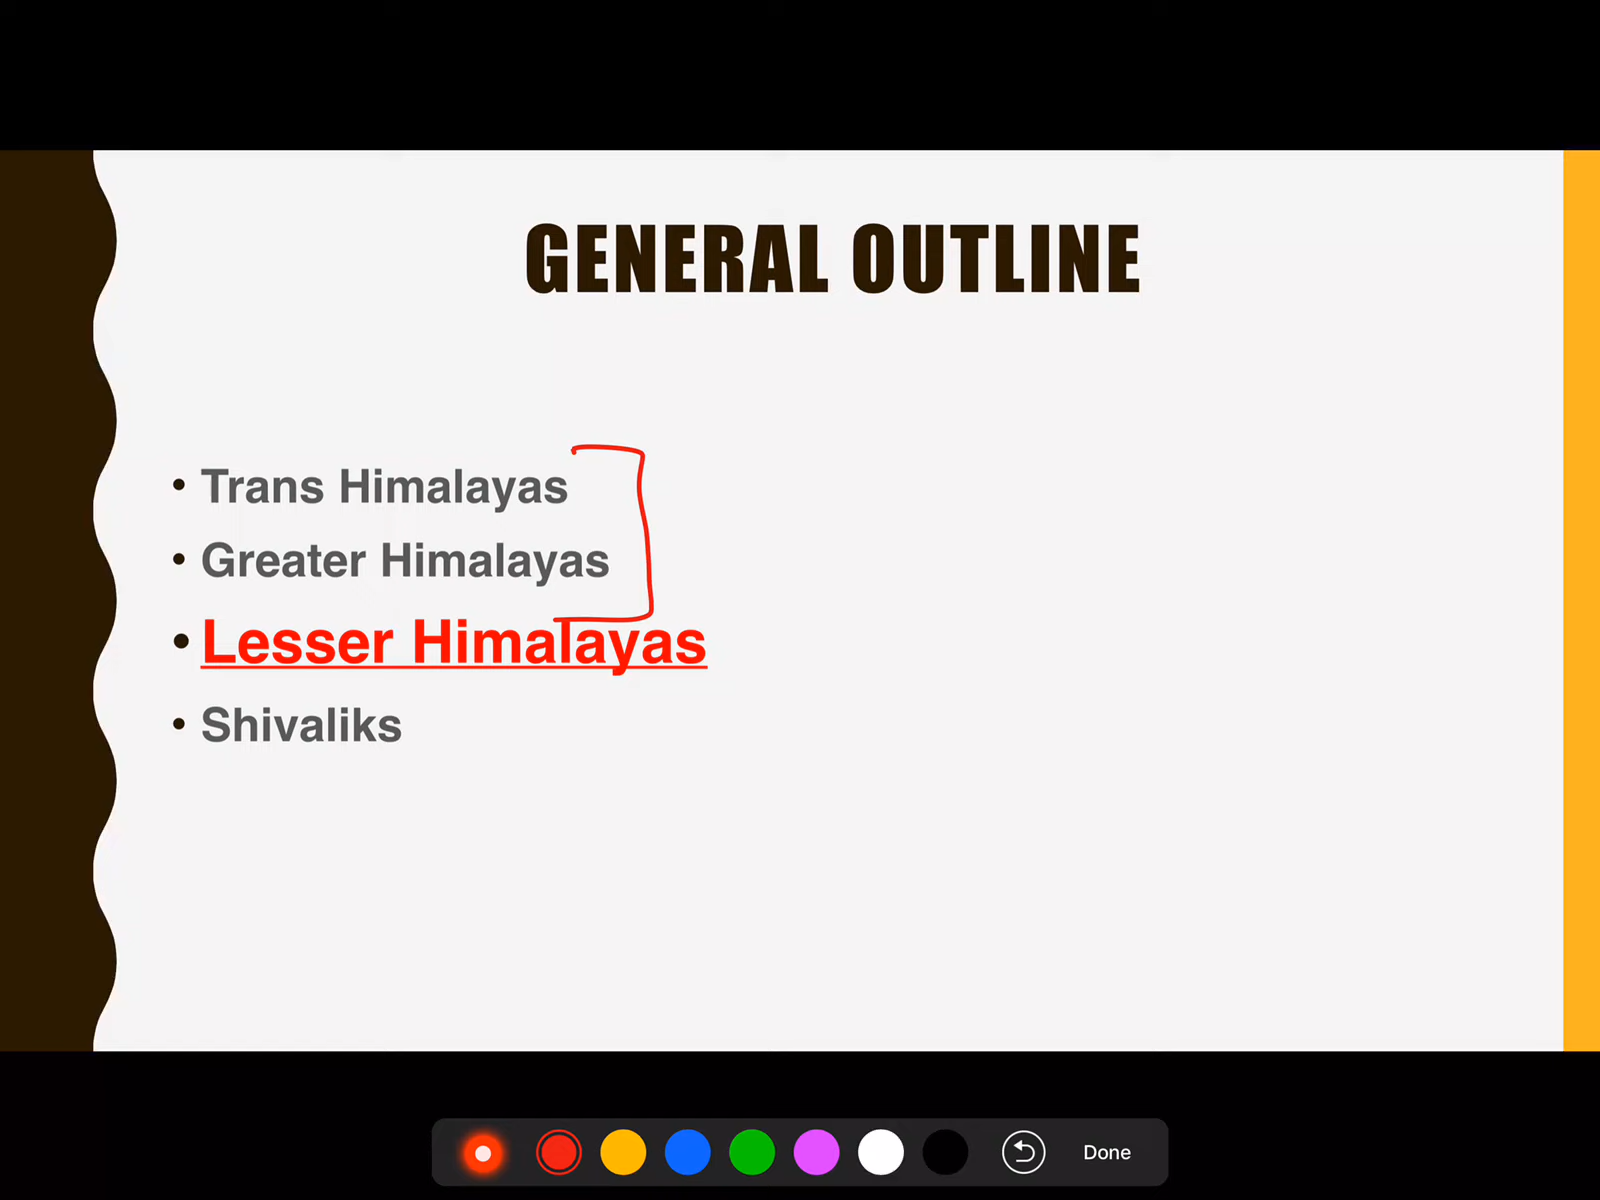 GENERAL OUTLINE
• Trans Himalayas
• Greater Himalayas
• Lesser Himalayas
• Shivaliks
Done